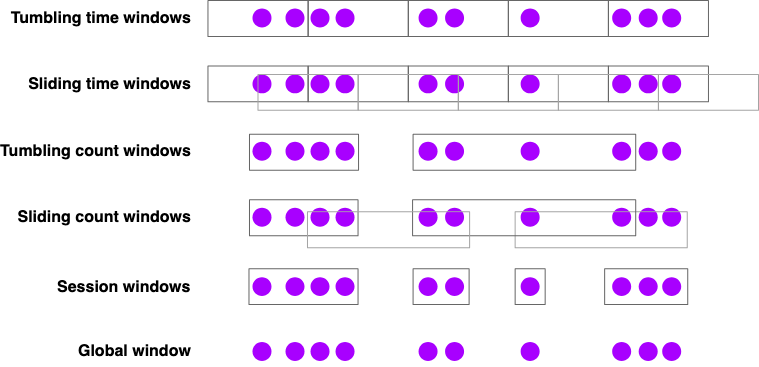 Tumbling time windows
Sliding time windows
Tumbling count windows
Sliding count windows
Session windows
Global window